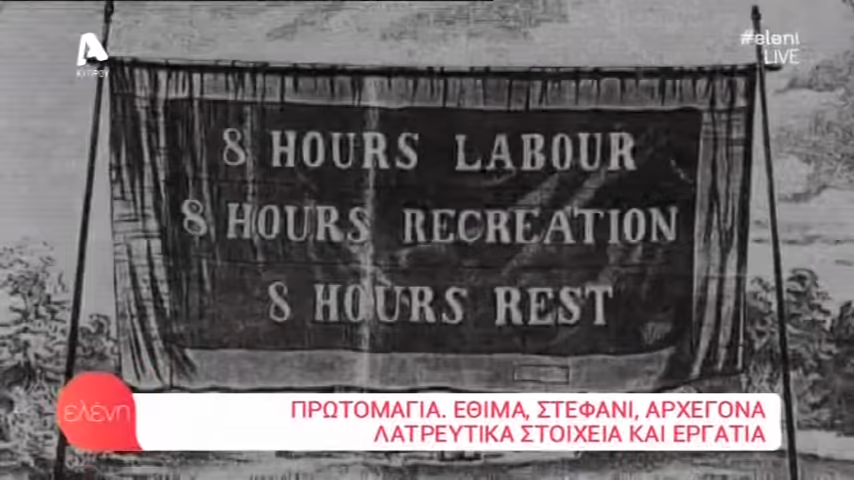 #eleni
LIVE
ΚΥΠΡΟΥ
8 HOURS LABOUR
8 HOURS RECREATION
8 HOURS REST
ελένη
ΠΡΩΤΟΜΑΓΙΑ. ΕΘΙΜΑ, ΣΤΕΦΑΝΙ, ΑΡΧΕΓΟΝΑ
ΛΑΤΡΕΥΤΙΚΑ ΣΤΟΙΧΕΙΑ ΚΑΙ ΕΡΓΑΤΙΑ